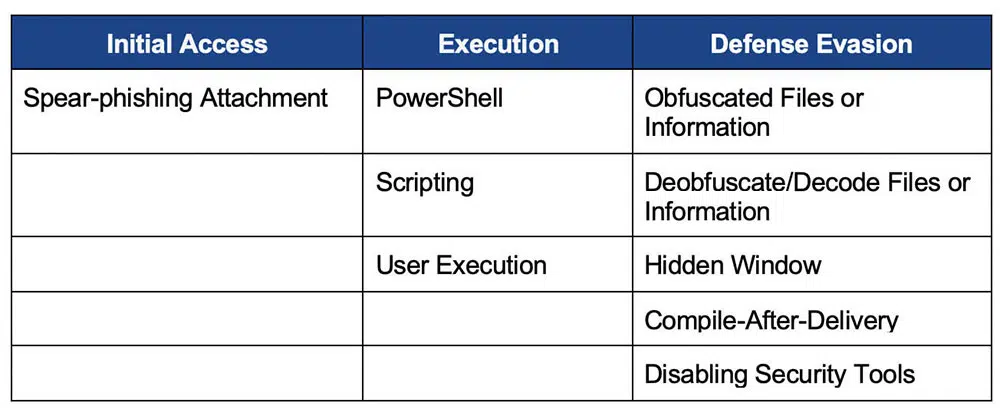 Initial Access Execution Defense Evasion
Spear-phishing Attachment PowerShell Obfuscated Files or
Information
Scripting Deobfuscate/Decode Files or
Information
User Execution Hidden Window
Compile-After-Delivery
Disabling Security Tools